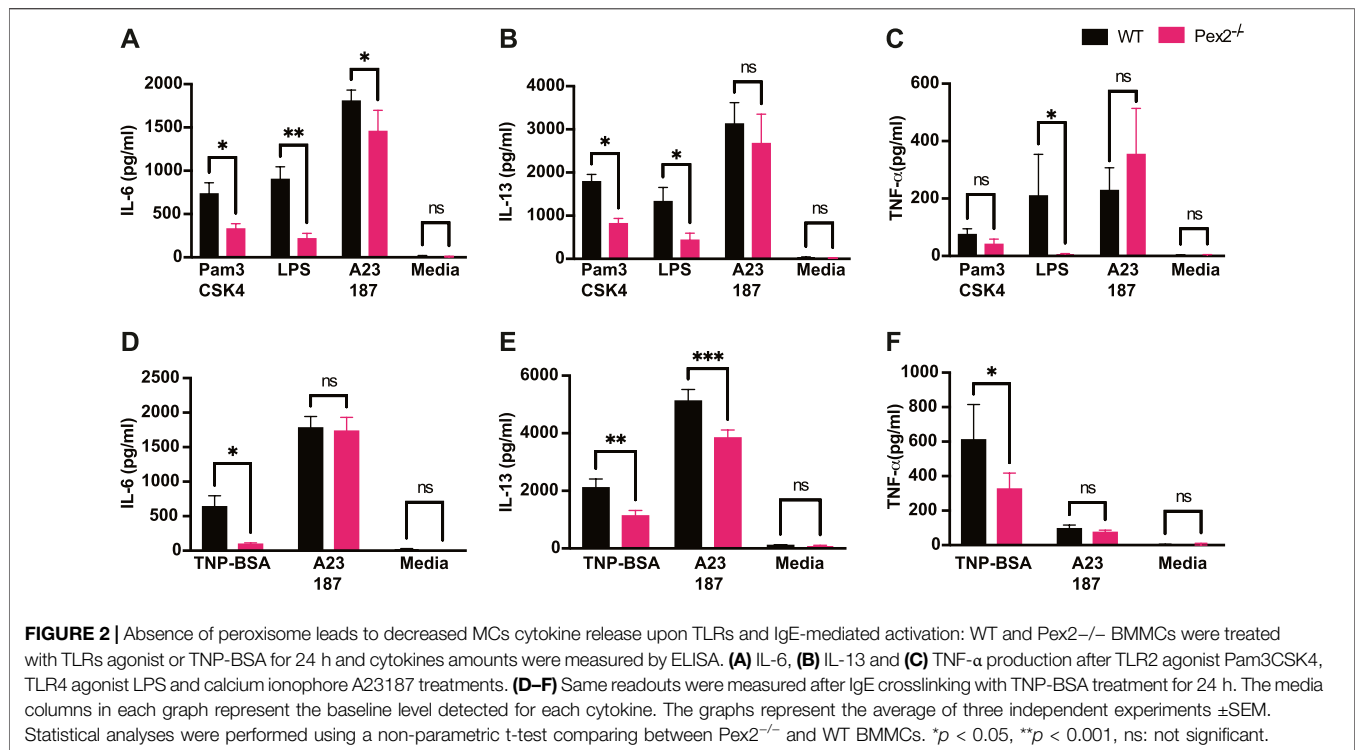 A
B
C
WT
Pex2-/-
IL-6 (pg/ml)
2000
1500
1000
500
0
*
**
*
ns
Pam3
CSK4
LPS
A23
187
Media
IL-13 (pg/ml)
4000
3000
2000
1000
0
*
*
ns
ns
Pam3
CSK4
LPS
A23
187
Media
TNF-α(pg/ml)
600
400
200
0
ns
*
ns
ns
Pam3
CSK4
LPS
A23
187
Media
D
E
F
IL-6 (pg/ml)
2500
2000
1500
1000
500
0
*
ns
ns
TNP-BSA
A23
187
Media
IL-13 (pg/ml)
6000
4000
2000
0
**
***
ns
TNP-BSA
A23
187
Media
TNF-α(pg/ml)
1000
800
600
400
200
0
*
ns
ns
TNP-BSA
A23
187
Media
FIGURE 2 | Absence of peroxisome leads to decreased MCs cytokine release upon TLRs and IgE-mediated activation: WT and Pex2−/− BMMCs were treated
with TLRs agonist or TNP-BSA for 24 h and cytokines amounts were measured by ELISA. (A) IL-6, (B) IL-13 and (C) TNF-α production after TLR2 agonist Pam3CSK4,
TLR4 agonist LPS and calcium ionophore A23187 treatments. (D–F) Same readouts were measured after IgE crosslinking with TNP-BSA treatment for 24 h. The media
columns in each graph represent the baseline level detected for each cytokine. The graphs represent the average of three independent experiments ±SEM.
Statistical analyses were performed using a non-parametric t-test comparing between Pex2−/− and WT BMMCs. *p < 0.05, **p < 0.001, ns: not significant.